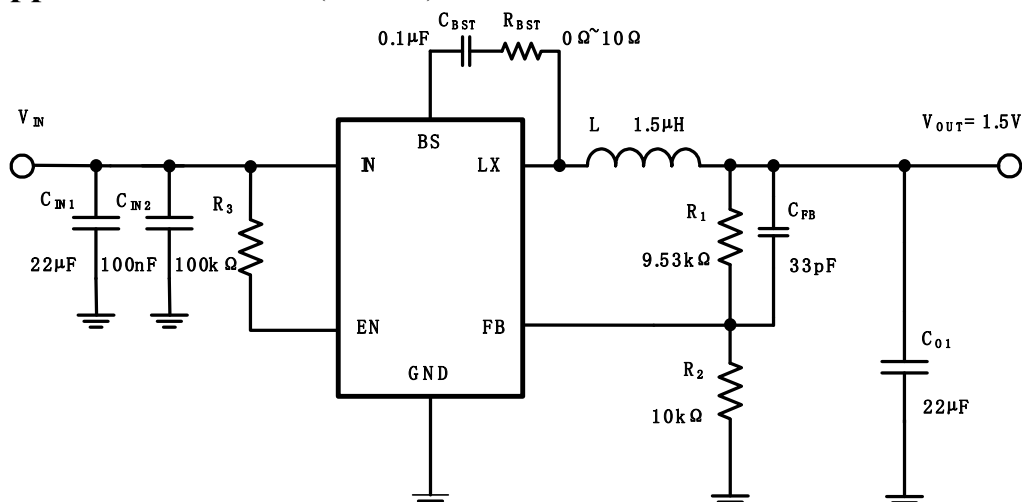 C_BST R_BST
0.1μF 0Ω~10Ω
V_IN
BS
L 1.5μH
V_OUT= 1.5V
IN LX
C_IN1 C_IN2 R_3
R_1 C_FB
22μF 100nF 100kΩ
9.53kΩ 33pF
EN FB
C_O1
GND
R_2
10kΩ 22μF